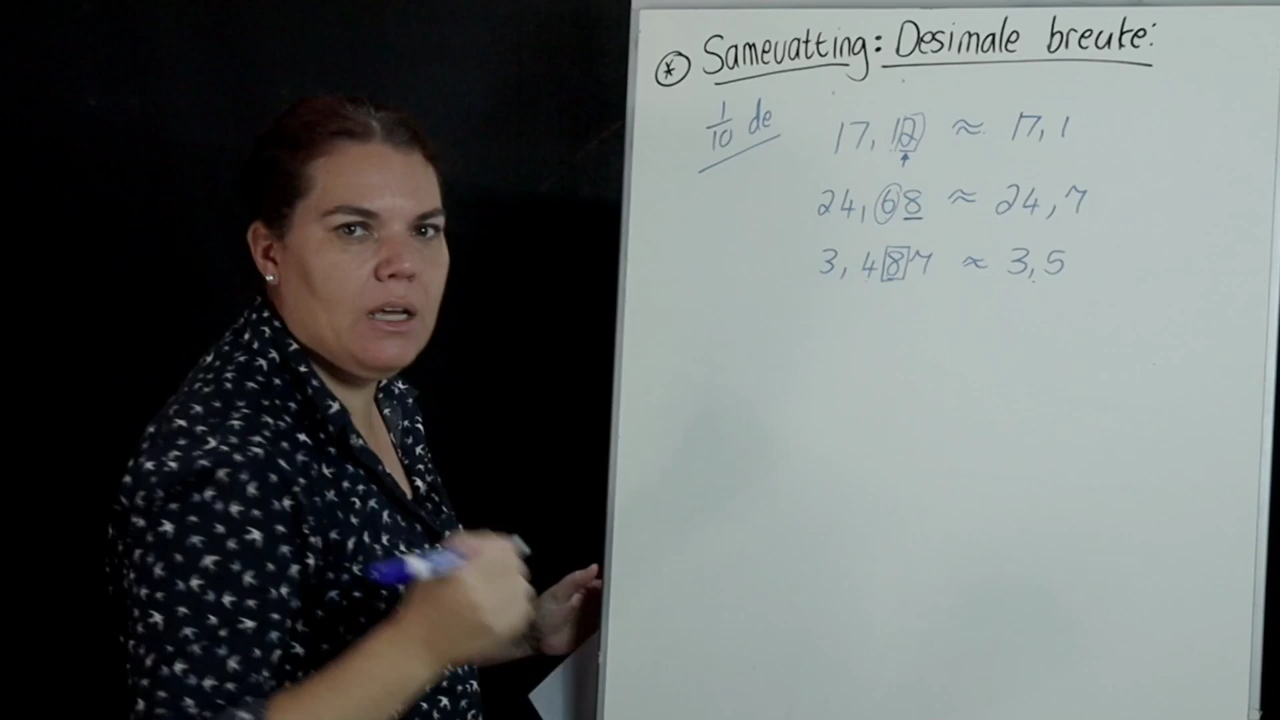 * Samevatting: Desimale breuke:
1/10 de
17,12 ≈ 17,1
24,68 ≈ 24,7
3,487 ≈ 3,5